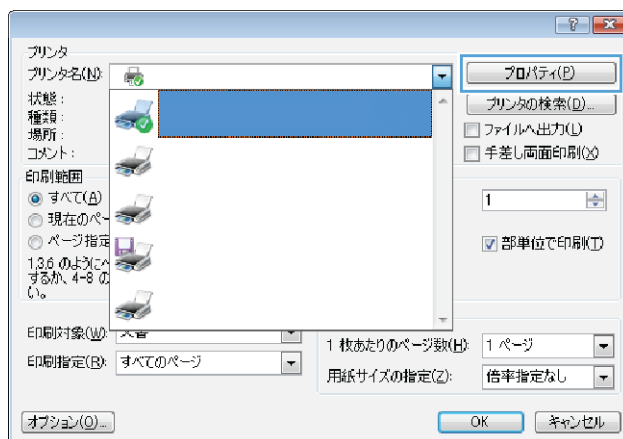 プリンタ
プリンタ名(N):
プロパティ(P)
状態：
種類：
場所：
コメント：
プリンタの検索(D)...
ファイルへ出力(L)
手差し両面印刷(X)
印刷範囲
すべて(A)
現在のペー
ページ指定
1,3,6 のようにペ
するか、4-8 の
い。
1
部単位で印刷(T)
印刷対象(W):
印刷指定(R):
すべてのページ
1 枚あたりのページ数(H):
1 ページ
用紙サイズの指定(Z):
倍率指定なし
オプション(O)...
OK
キャンセル